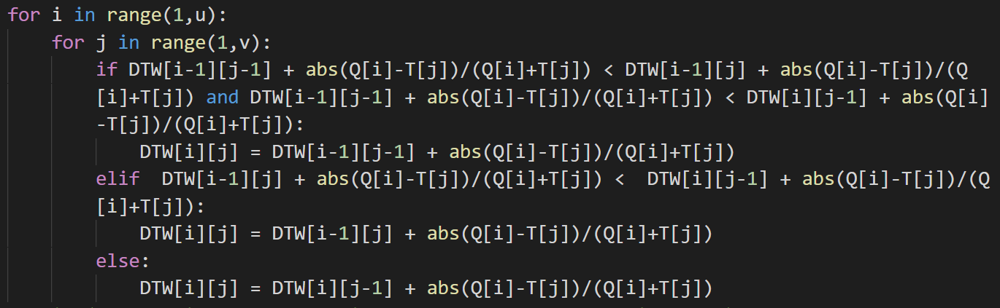 for i in range(1,u):
for j in range(1,v):
if DTW[i-1][j-1] + abs(Q[i]-T[j])/(Q[i]+T[j]) < DTW[i-1][j] + abs(Q[i]-T[j])/(Q
[i]+T[j]) and DTW[i-1][j-1] + abs(Q[i]-T[j])/(Q[i]+T[j]) < DTW[i][j-1] + abs(Q[i]
-T[j])/(Q[i]+T[j]):
DTW[i][j] = DTW[i-1][j-1] + abs(Q[i]-T[j])/(Q[i]+T[j])
elif  DTW[i-1][j] + abs(Q[i]-T[j])/(Q[i]+T[j]) <  DTW[i][j-1] + abs(Q[i]-T[j])/(Q
[i]+T[j]):
DTW[i][j] = DTW[i-1][j] + abs(Q[i]-T[j])/(Q[i]+T[j])
else:
DTW[i][j] = DTW[i][j-1] + abs(Q[i]-T[j])/(Q[i]+T[j])